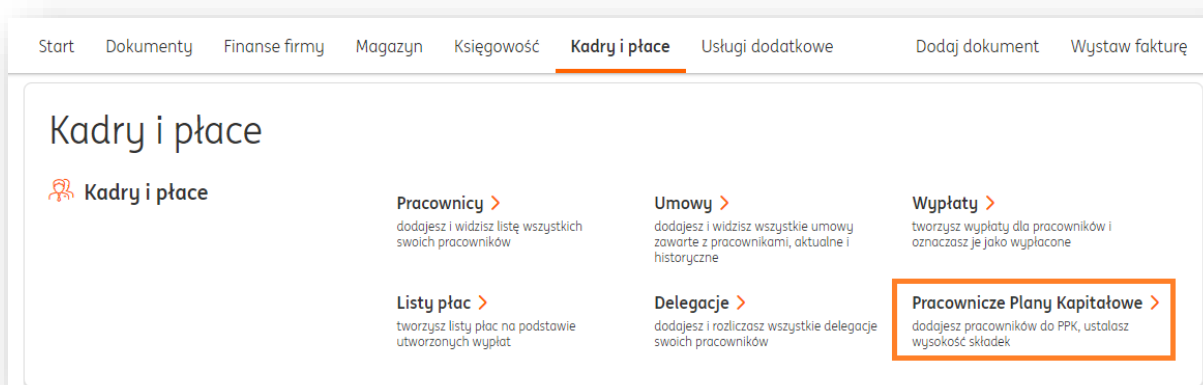 Start Dokumenty Finanse firmy Magazyn Księgowość Kadry i płace Usługi dodatkowe Dodaj dokument Wystaw fakturę
Kadry i płace
Kadry i płace
Pracownicy
dodajesz i widzisz listę wszystkich
swoich pracowników
Umowy
dodajesz i widzisz wszystkie umowy
zawarte z pracownikami, aktualne i
historyczne
Wypłaty
tworzysz wypłaty dla pracowników i
oznaczasz je jako wypłacone
Listy płac
tworzysz listy płac na podstawie
utworzonych wypłat
Delegacje
dodajesz i rozliczasz wszystkie delegacje
swoich pracowników
Pracownicze Plany Kapitałowe
dodajesz pracowników do PPK, ustalasz
wysokość składek